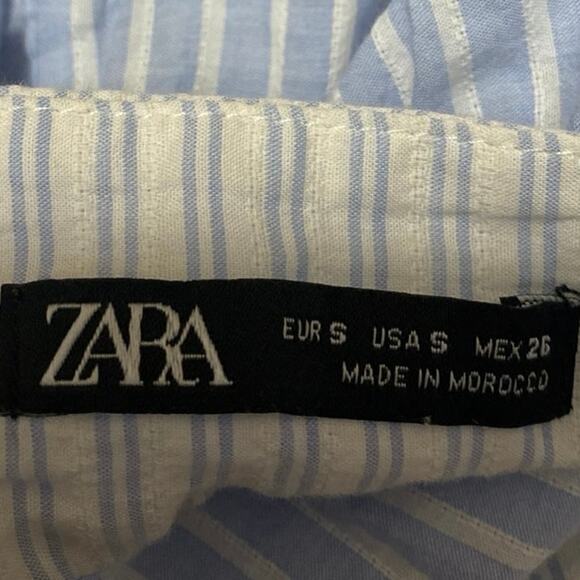 ZARA
EUR S USA S MEX 26
MADE IN MOROCCO